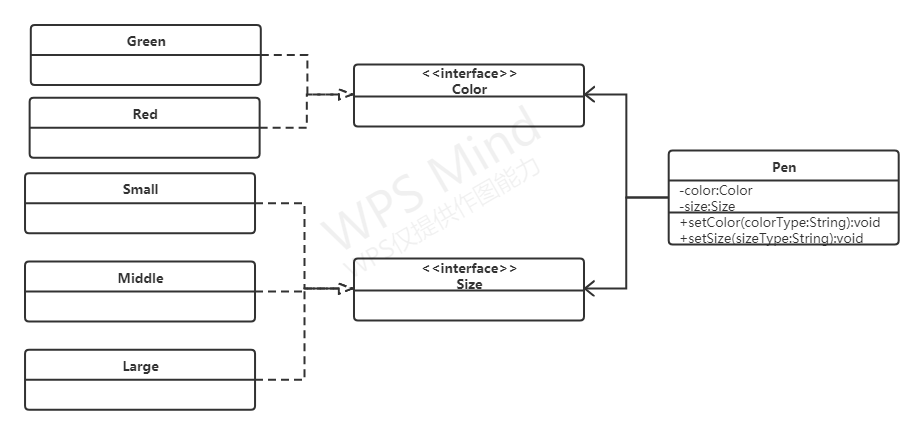 Green
Red
Small
Middle
Large
<<interface>>
Color
<<interface>>
Size
Pen
-color:Color
-size:Size
+setColor(colorType:String):void
+setSize(sizeType:String):void
WPS Mind
WPS仅提供作图能力